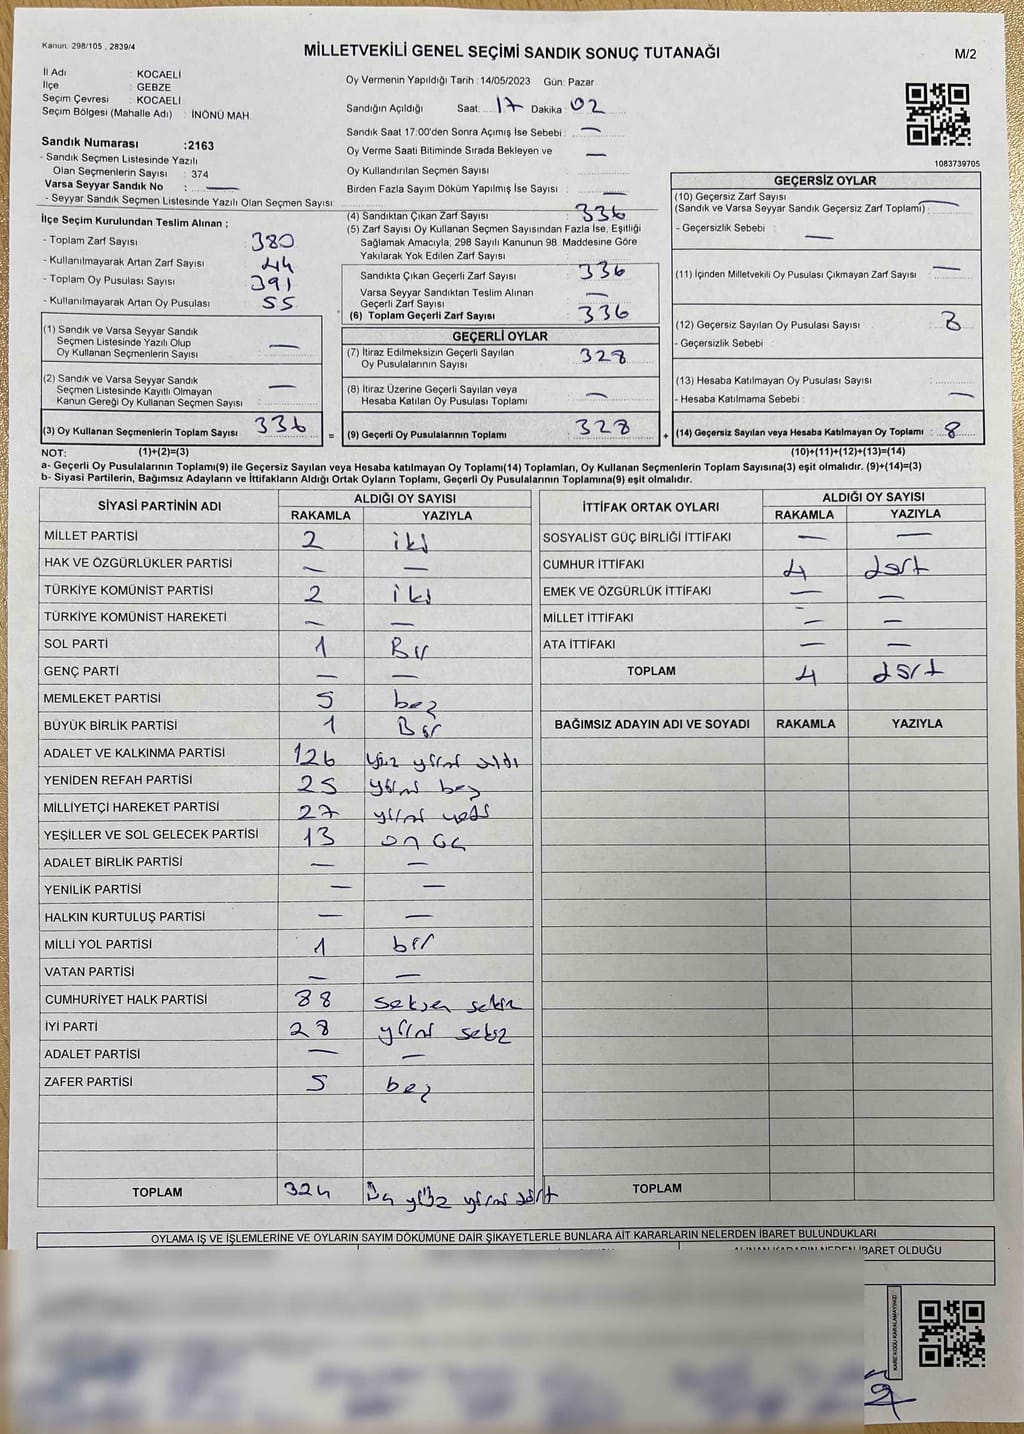 Kanun: 298/105 , 2839/4
MİLLETVEKİLİ GENEL SEÇİMİ SANDIK SONUÇ TUTANAĞI
M/2
İl Adı : KOCAELİ
İlçe : GEBZE
Seçim Çevresi : KOCAELİ
Seçim Bölgesi (Mahalle Adı) : İNÖNÜ MAH.
Sandık Numarası :2163
- Sandık Seçmen Listesinde Yazılı
Olan Seçmenlerin Sayısı : 374
Varsa Seyyar Sandık No : —
- Seyyar Sandık Seçmen Listesinde Yazılı Olan Seçmen Sayısı:
Oy Vermenin Yapıldığı Tarih :14/05/2023 Gün: Pazar
Sandığın Açıldığı Saat: 17 Dakika: 02
Sandık Saat 17:00'den Sonra Açımış İse Sebebi : —
Oy Verme Saati Bitiminde Sırada Bekleyen ve
Oy Kullandırılan Seçmen Sayısı : —
Birden Fazla Sayım Döküm Yapılmış İse Sayısı : —
1083739705
İlçe Seçim Kurulundan Teslim Alınan ;
- Toplam Zarf Sayısı : 380
- Kullanılmayarak Artan Zarf Sayısı : 44
- Toplam Oy Pusulası Sayısı : 391
- Kullanılmayarak Artan Oy Pusulası : 55
(1) Sandık ve Varsa Seyyar Sandık
Seçmen Listesinde Yazılı Olup
Oy Kullanan Seçmenlerin Sayısı : —
(2) Sandık ve Varsa Seyyar Sandık
Seçmen Listesinde Kayıtlı Olmayan
Kanun Gereği Oy Kullanan Seçmen Sayısı : —
(3) Oy Kullanan Seçmenlerin Toplam Sayısı : 336
(4) Sandıktan Çıkan Zarf Sayısı : 336
(5) Zarf Sayısı Oy Kullanan Seçmen Sayısından Fazla İse, Eşitliği
Sağlamak Amacıyla; 298 Sayılı Kanunun 98. Maddesine Göre
Yakılarak Yok Edilen Zarf Sayısı :
Sandıkta Çıkan Geçerli Zarf Sayısı : 336
Varsa Seyyar Sandıktan Teslim Alınan
Geçerli Zarf Sayısı : —
(6) Toplam Geçerli Zarf Sayısı : 336
GEÇERLİ OYLAR
(7) İtiraz Edilmeksizin Geçerli Sayılan
Oy Pusulalarının Sayısı : 328
(8) İtiraz Üzerine Geçerli Sayılan veya
Hesaba Katılan Oy Pusulası Toplamı : —
= (9) Geçerli Oy Pusulalarının Toplamı : 328
GEÇERSİZ OYLAR
(10) Geçersiz Zarf Sayısı
(Sandık ve Varsa Seyyar Sandık Geçersiz Zarf Toplamı) : —
- Geçersizlik Sebebi : —
(11) İçinden Milletvekili Oy Pusulası Çıkmayan Zarf Sayısı : —
(12) Geçersiz Sayılan Oy Pusulası Sayısı : 8
- Geçersizlik Sebebi :
(13) Hesaba Katılmayan Oy Pusulası Sayısı :
- Hesaba Katılmama Sebebi : —
+ (14) Geçersiz Sayılan veya Hesaba Katılmayan Oy Toplamı : 8
NOT: (1)+(2)=(3) (10)+(11)+(12)+(13)=(14)
a- Geçerli Oy Pusulalarının Toplamı(9) ile Geçersiz Sayılan veya Hesaba katılmayan Oy Toplamı(14) Toplamları, Oy Kullanan Seçmenlerin Toplam Sayısına(3) eşit olmalıdır. (9)+(14)=(3)
b- Siyasi Partilerin, Bağımsız Adayların ve İttifakların Aldığı Ortak Oyların Toplamı, Geçerli Oy Pusulalarının Toplamına(9) eşit olmalıdır.
SİYASİ PARTİNİN ADI ALDIĞI OY SAYISI
RAKAMLA YAZIYLA
MİLLET PARTİSİ 2 iki
HAK VE ÖZGÜRLÜKLER PARTİSİ — —
TÜRKİYE KOMÜNİST PARTİSİ 2 iki
TÜRKİYE KOMÜNİST HAREKETİ — —
SOL PARTİ 1 Bir
GENÇ PARTİ — —
MEMLEKET PARTİSİ 5 beş
BÜYÜK BİRLİK PARTİSİ 1 Bir
ADALET VE KALKINMA PARTİSİ 126 yüz yirmi altı
YENİDEN REFAH PARTİSİ 25 yirmi beş
MİLLİYETÇİ HAREKET PARTİSİ 27 yirmi yedi
YEŞİLLER VE SOL GELECEK PARTİSİ 13 on üç
ADALET BİRLİK PARTİSİ — —
YENİLİK PARTİSİ — —
HALKIN KURTULUŞ PARTİSİ — —
MİLLİ YOL PARTİSİ 1 bir
VATAN PARTİSİ — —
CUMHURİYET HALK PARTİSİ 88 seksen sekiz
İYİ PARTİ 28 yirmi sekiz
ADALET PARTİSİ — —
ZAFER PARTİSİ 5 beş
TOPLAM 324 Üç yüz yirmi dört
İTTİFAK ORTAK OYLARI ALDIĞI OY SAYISI
RAKAMLA YAZIYLA
SOSYALİST GÜÇ BİRLİĞİ İTTİFAKI — —
CUMHUR İTTİFAKI 4 dört
EMEK VE ÖZGÜRLÜK İTTİFAKI — —
MİLLET İTTİFAKI — —
ATA İTTİFAKI — —
TOPLAM 4 dört
BAĞIMSIZ ADAYIN ADI VE SOYADI RAKAMLA YAZIYLA
TOPLAM
OYLAMA İŞ VE İŞLEMLERİNE VE OYLARIN SAYIM DÖKÜMÜNE DAİR ŞİKAYETLERLE BUNLARA AİT KARARLARIN NELERDEN İBARET BULUNDUKLARI
ALINAN KARARIN NEDEN İBARET OLDUĞU
KARE KODU KARALAMAYINIZ!